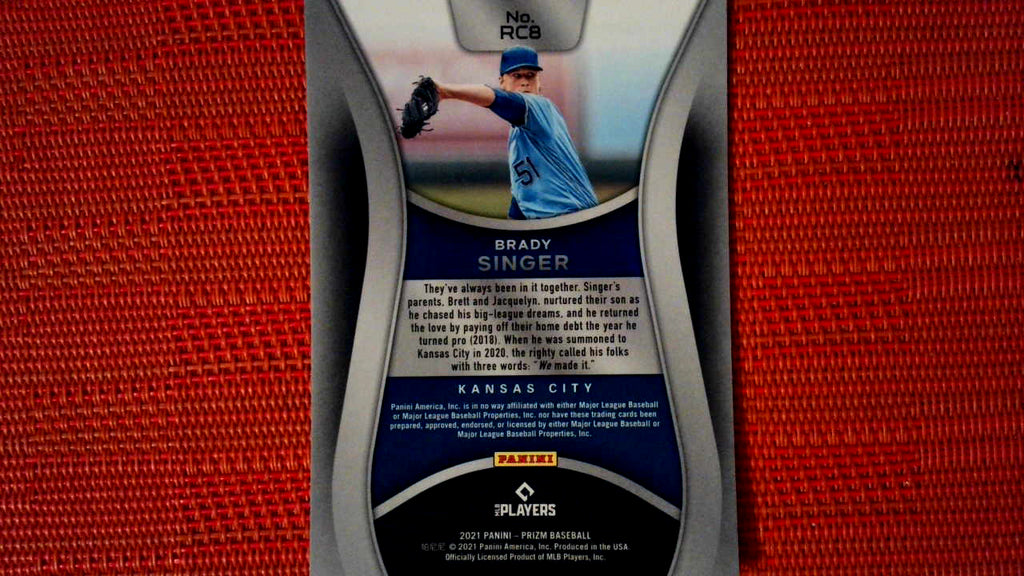 No.
RC8
51
BRADY
SINGER
They've always been in it together. Singer's
parents, Brett and Jacquelyn, nurtured their son as
he chased his big-league dreams, and he returned
the love by paying off their home debt the year he
turned pro (2018). When he was summoned to
Kansas City in 2020, the righty called his folks
with three words: "We made it."
KANSAS CITY
Panini America, Inc. is in no way affiliated with either Major League Baseball
or Major League Baseball Properties, Inc. nor have these trading cards been
prepared, approved, endorsed, or licensed by either Major League Baseball or
Major League Baseball Properties, Inc.
PANINI
MLB PLAYERS
2021 PANINI – PRIZM BASEBALL
帕尼尼 © 2021 Panini America, Inc. Produced in the USA.
Officially Licensed Product of MLB Players, Inc.